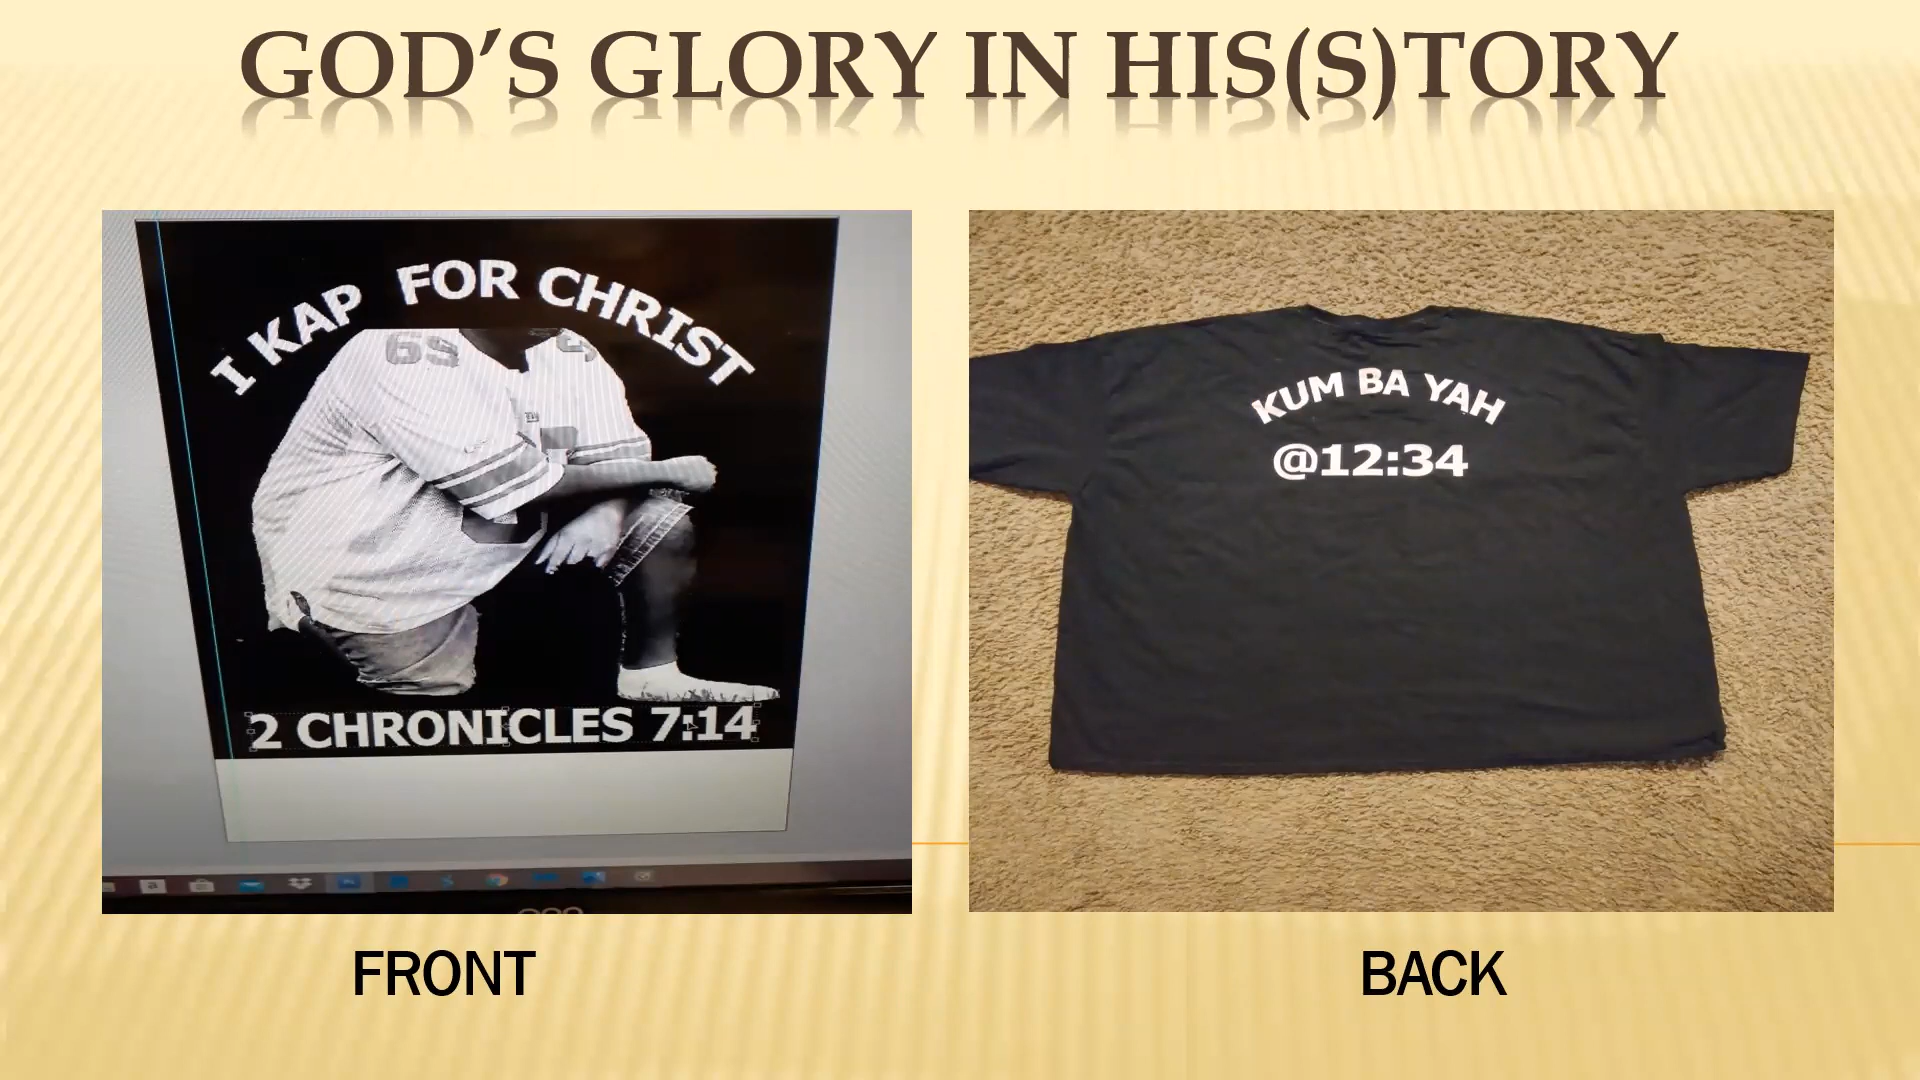 GOD'S GLORY IN HIS(S)TORY
I KAP FOR CHRIST
2 CHRONICLES 7:14
KUM BA YAH
@12:34
FRONT
BACK